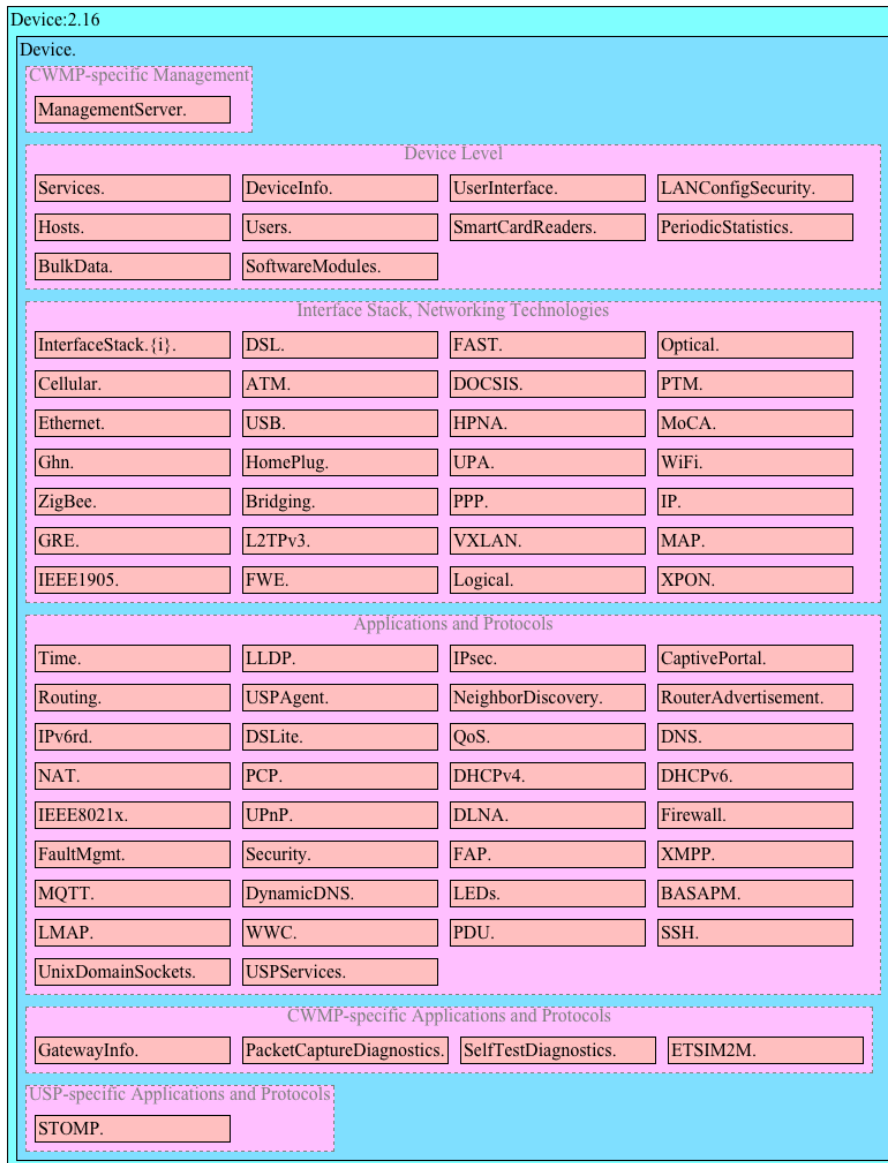 Device:2.16
Device.
CWMP-specific Management
ManagementServer.
Device Level
Services. DeviceInfo. UserInterface. LANConfigSecurity.
Hosts. Users. SmartCardReaders. PeriodicStatistics.
BulkData. SoftwareModules.
Interface Stack, Networking Technologies
InterfaceStack.{i}. DSL. FAST. Optical.
Cellular. ATM. DOCSIS. PTM.
Ethernet. USB. HPNA. MoCA.
Ghn. HomePlug. UPA. WiFi.
ZigBee. Bridging. PPP. IP.
GRE. L2TPv3. VXLAN. MAP.
IEEE1905. FWE. Logical. XPON.
Applications and Protocols
Time. LLDP. IPsec. CaptivePortal.
Routing. USPAgent. NeighborDiscovery. RouterAdvertisement.
IPv6rd. DSLite. QoS. DNS.
NAT. PCP. DHCPv4. DHCPv6.
IEEE8021x. UPnP. DLNA. Firewall.
FaultMgmt. Security. FAP. XMPP.
MQTT. DynamicDNS. LEDs. BASAPM.
LMAP. WWC. PDU. SSH.
UnixDomainSockets. USPServices.
CWMP-specific Applications and Protocols
GatewayInfo. PacketCaptureDiagnostics. SelfTestDiagnostics. ETSIM2M.
USP-specific Applications and Protocols
STOMP.